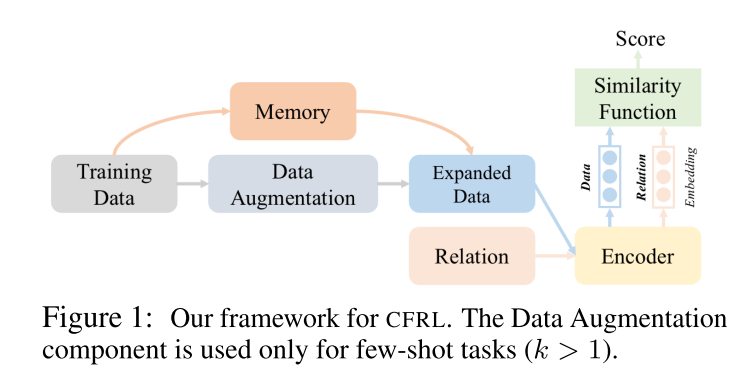 Score
Similarity
Function
Memory
Training
Data
Data
Augmentation
Expanded
Data
Data
Relation
Embedding
Relation
Encoder
Figure 1: Our framework for CFRL. The Data Augmentation
component is used only for few-shot tasks (k > 1).